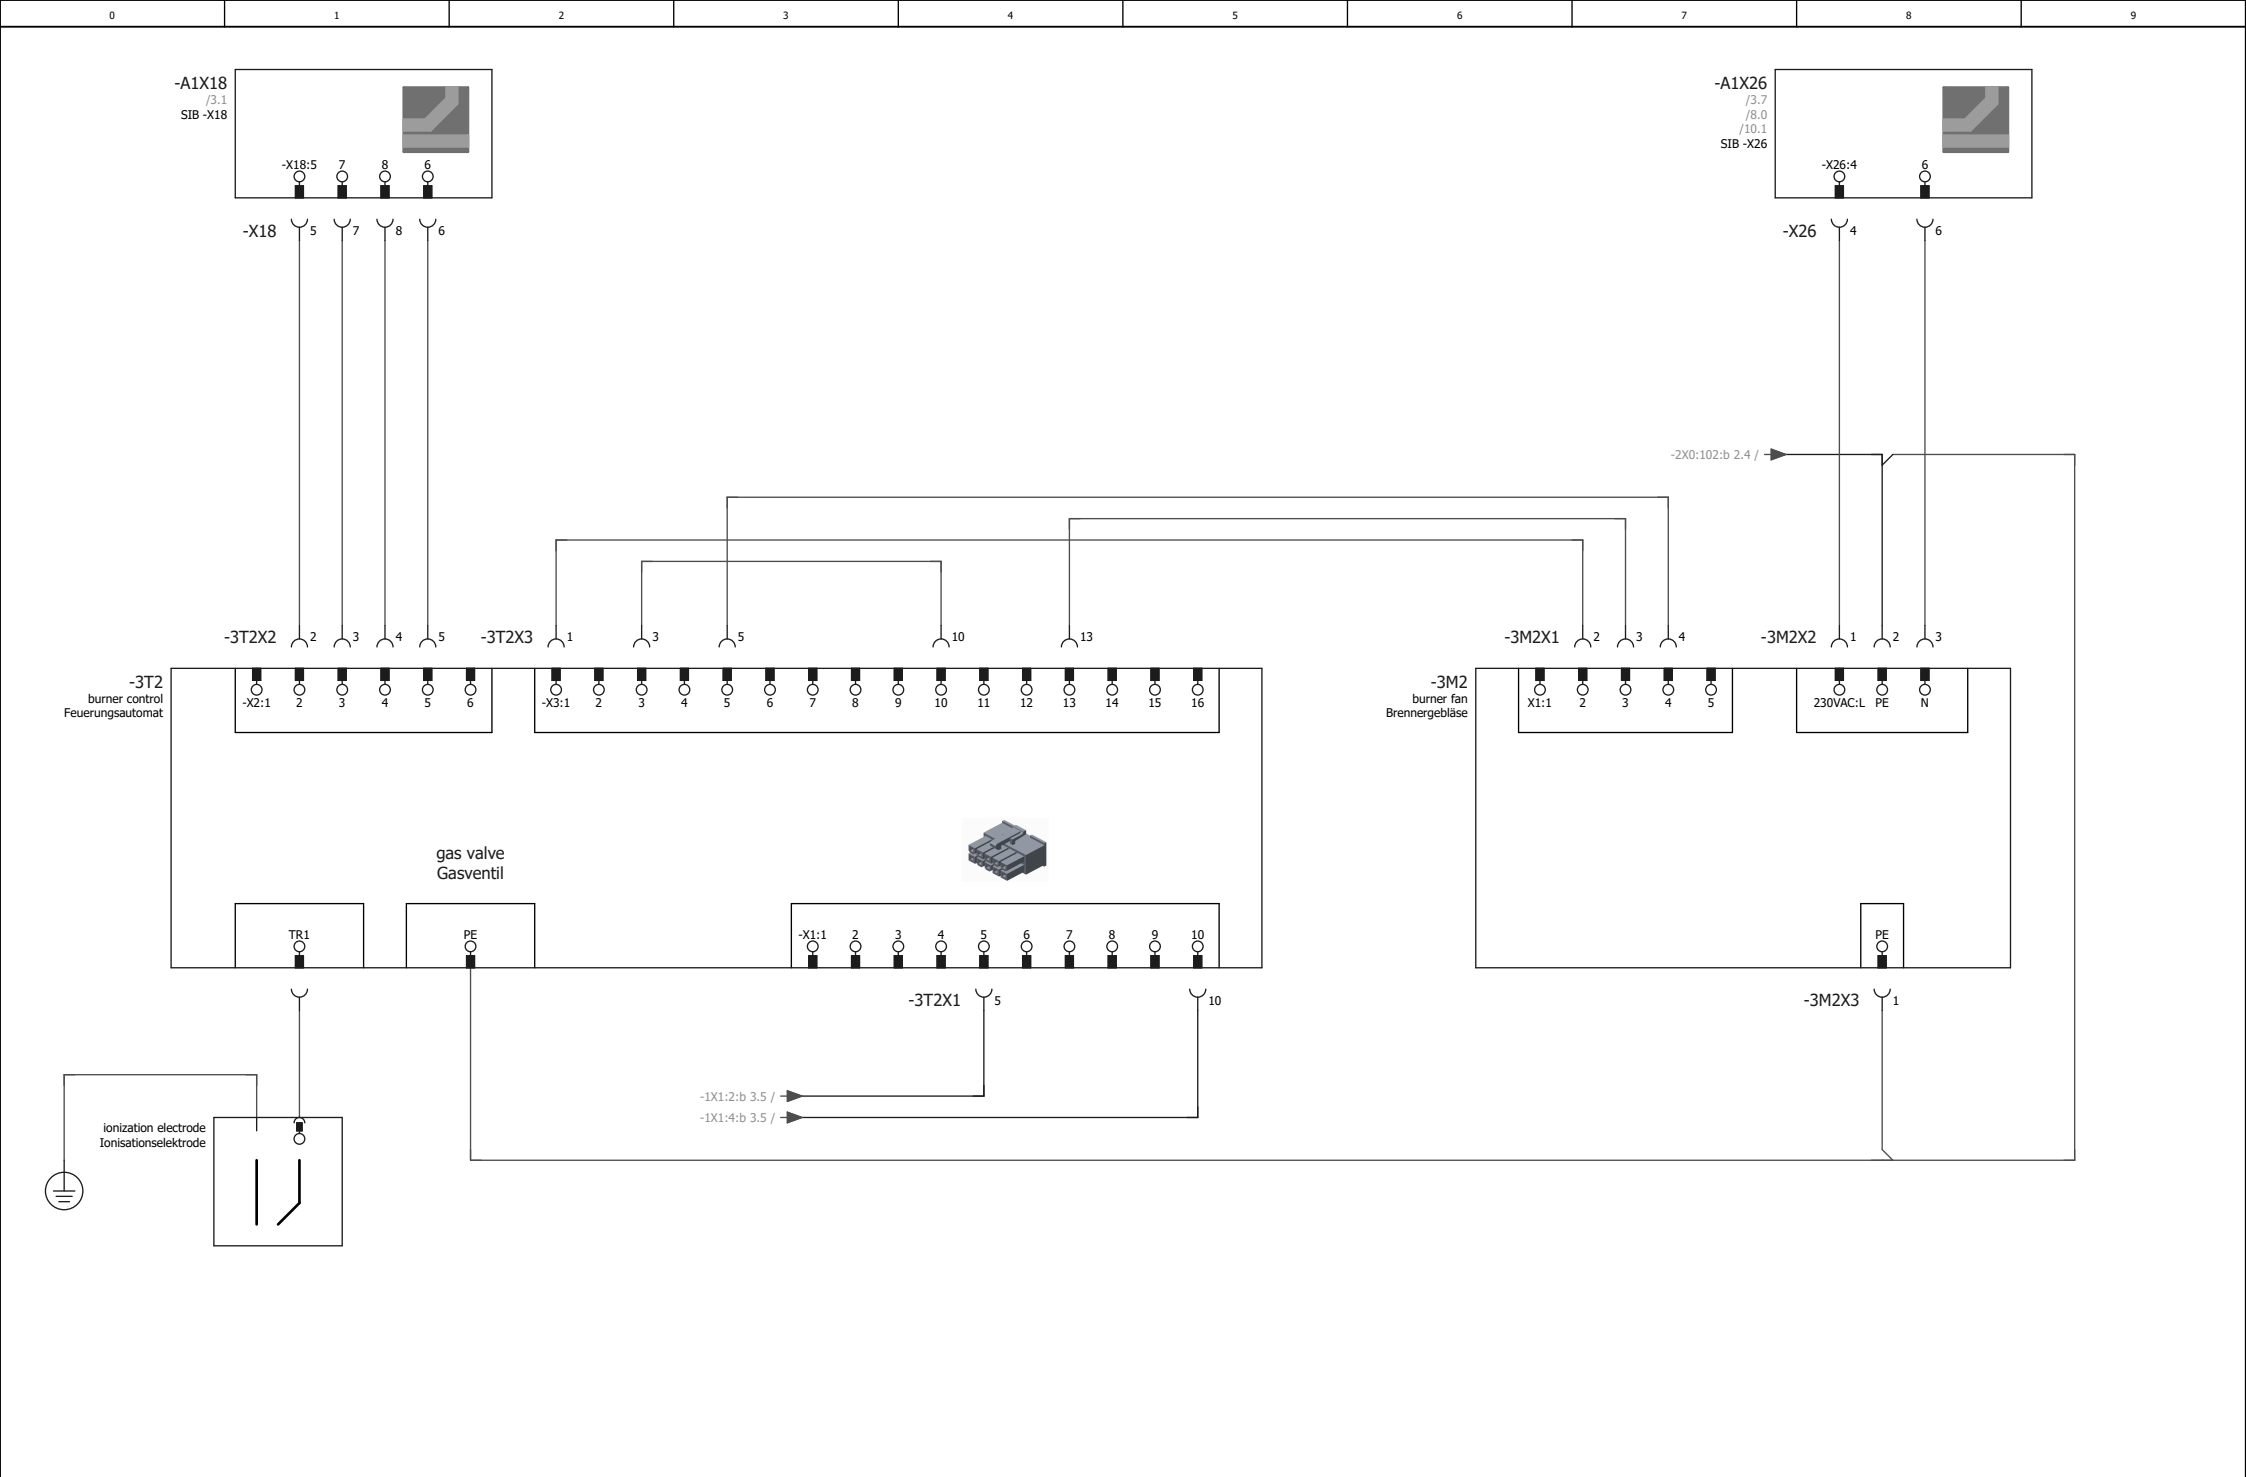 0 1 2 3 4 5 6 7 8 9
-A1X18
/3.1
SIB -X18
-X18:5 7 8 6
-X18 5 7 8 6
-A1X26
/3.7
/8.0
/10.1
SIB -X26
-X26:4 6
-X26 4 6
-2X0:102:b 2.4 /
-3T2X2 2 3 4 5
-3T2X3 1 3 5 10 13
-3M2X1 2 3 4
-3M2X2 1 2 3
-3T2
burner control
Feuerungsautomat
-X2:1 2 3 4 5 6
-X3:1 2 3 4 5 6 7 8 9 10 11 12 13 14 15 16
-3M2
burner fan
Brennergebläse
X1:1 2 3 4 5
230VAC:L PE N
gas valve
Gasventil
TR1
PE
-X1:1 2 3 4 5 6 7 8 9 10
PE
-3T2X1 5 10
-3M2X3 1
-1X1:2:b 3.5 /
-1X1:4:b 3.5 /
ionization electrode
Ionisationselektrode